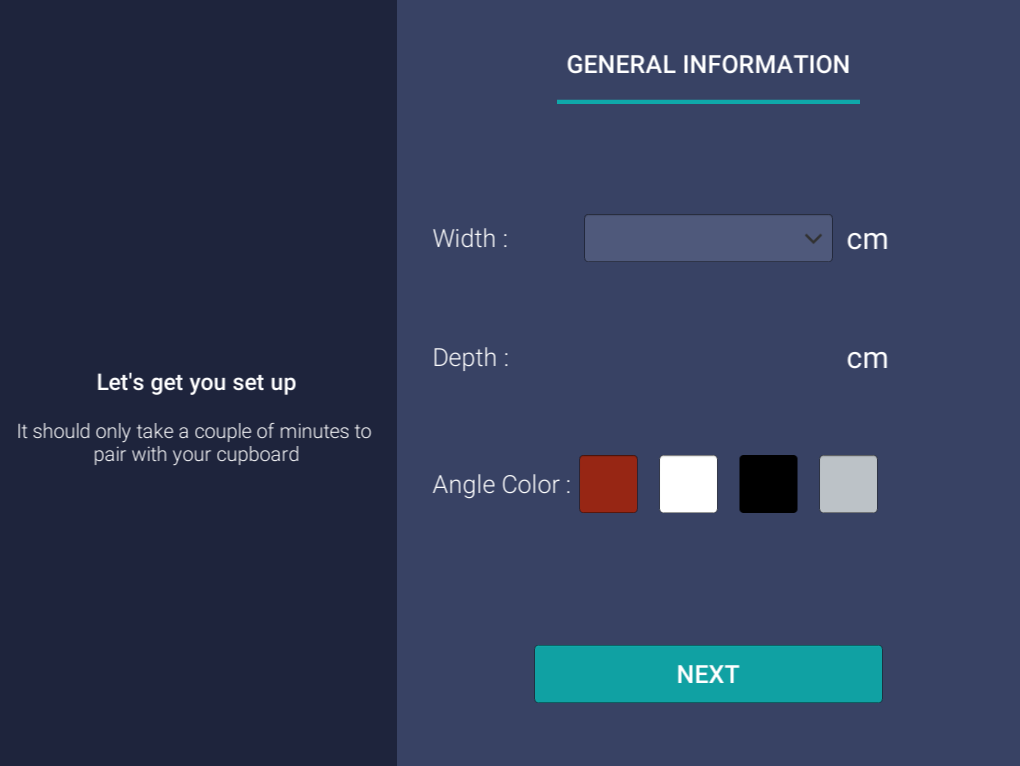 GENERAL INFORMATION
Width :
cm
Let's get you set up
It should only take a couple of minutes to
pair with your cupboard
Depth :
cm
Angle Color :
NEXT